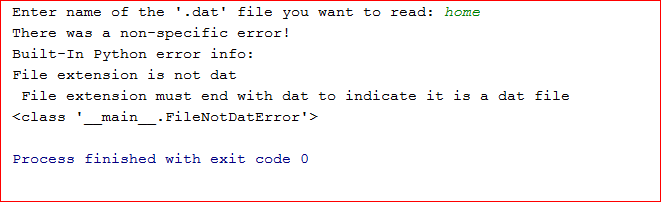 Enter name of the '.dat' file you want to read: home
There was a non-specific error!
Built-In Python error info:
File extension is not dat
 File extension must end with dat to indicate it is a dat file
<class '__main__.FileNotDatError'>
Process finished with exit code 0